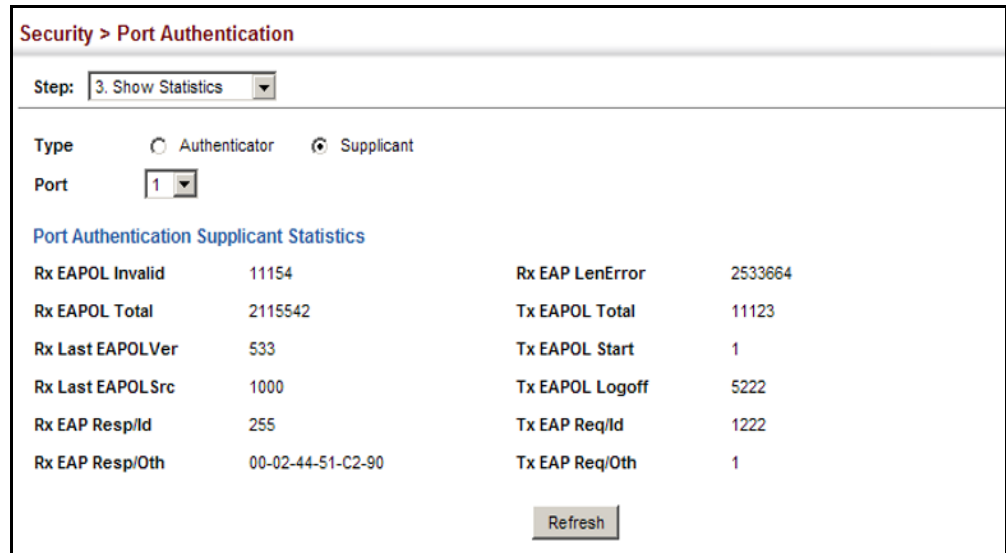 Security > Port Authentication
Step: 3. Show Statistics
Type Authenticator Supplicant
Port 1
Port Authentication Supplicant Statistics
Rx EAPOL Invalid 11154 Rx EAP LenError 2533664
Rx EAPOL Total 2115542 Tx EAPOL Total 11123
Rx Last EAPOLVer 533 Tx EAPOL Start 1
Rx Last EAPOLSrc 1000 Tx EAPOL Logoff 5222
Rx EAP Resp/Id 255 Tx EAP Req/Id 1222
Rx EAP Resp/Oth 00-02-44-51-C2-90 Tx EAP Req/Oth 1
Refresh